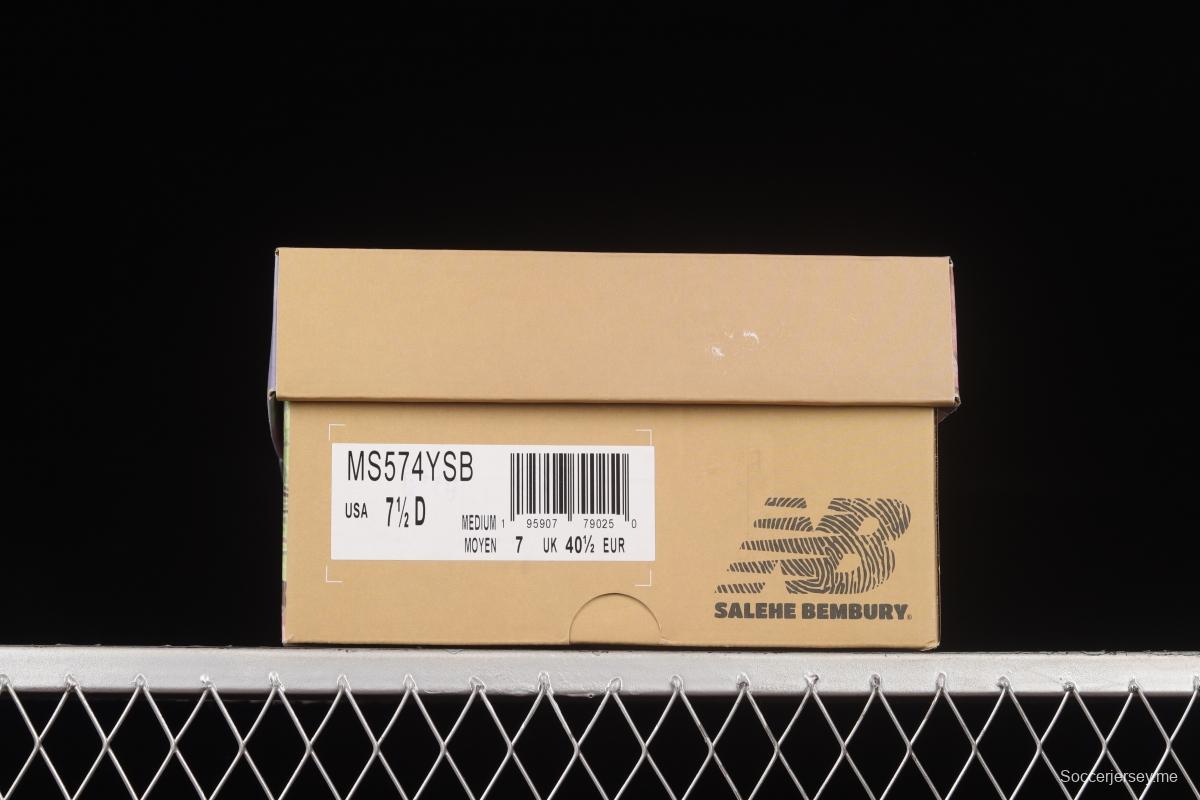 MS574YSB
USA 7½ D
MEDIUM 1 95907 79025 0
MOYEN 7 UK 40½ EUR
NB
SALEHE BEMBURY®
Soccerjersey.me